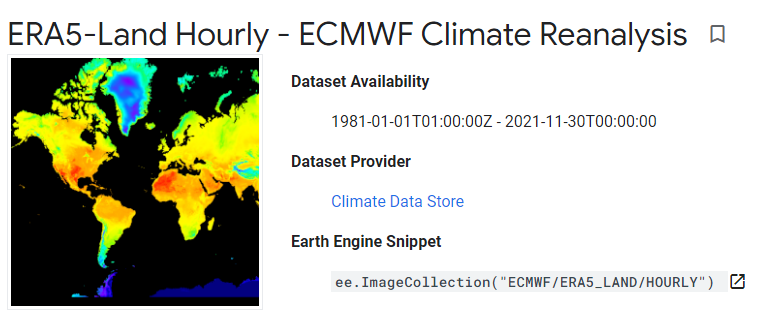 ERA5-Land Hourly - ECMWF Climate Reanalysis
Dataset Availability
1981-01-01T01:00:00Z - 2021-11-30T00:00:00
Dataset Provider
Climate Data Store
Earth Engine Snippet
ee.ImageCollection("ECMWF/ERA5_LAND/HOURLY")